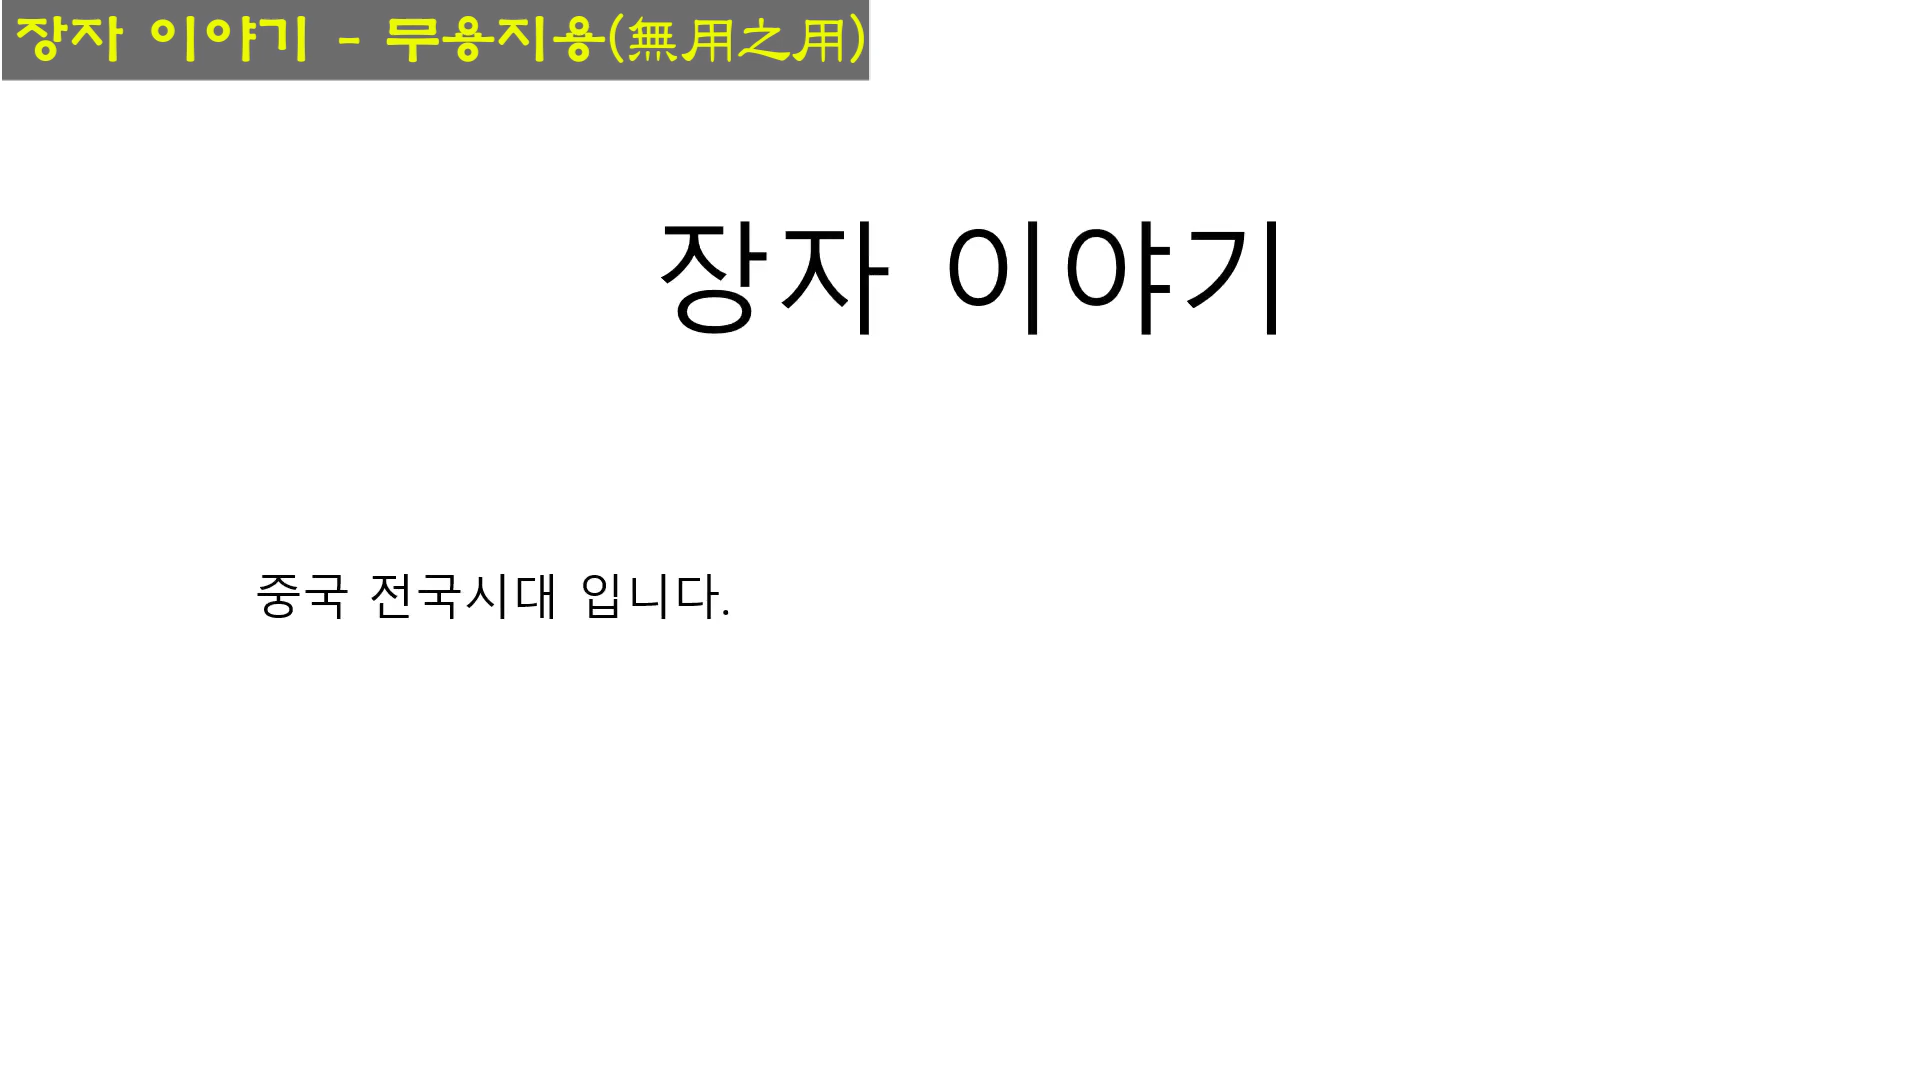 장자 이야기 - 무용지용(無用之用)
장자 이야기
중국 전국시대 입니다.